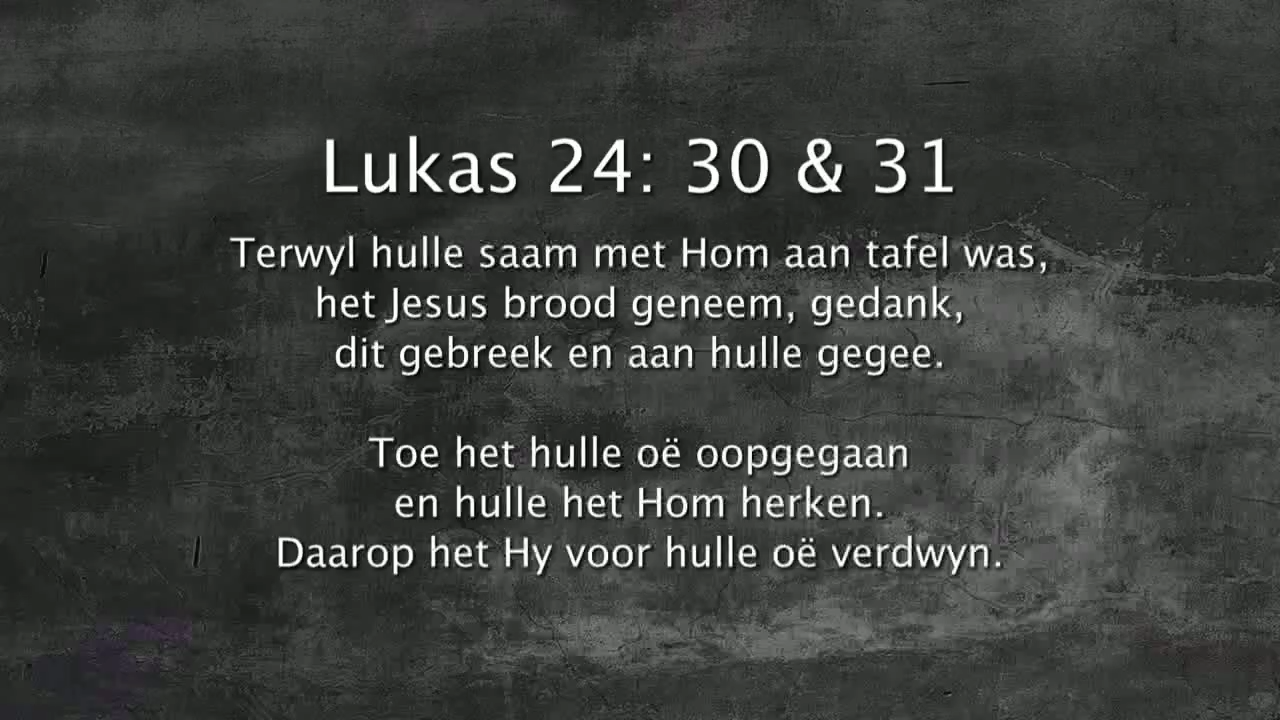 Lukas 24: 30 & 31
Terwyl hulle saam met Hom aan tafel was,
het Jesus brood geneem, gedank,
dit gebreek en aan hulle gegee.
Toe het hulle oë oopgegaan
en hulle het Hom herken.
Daarop het Hy voor hulle oë verdwyn.